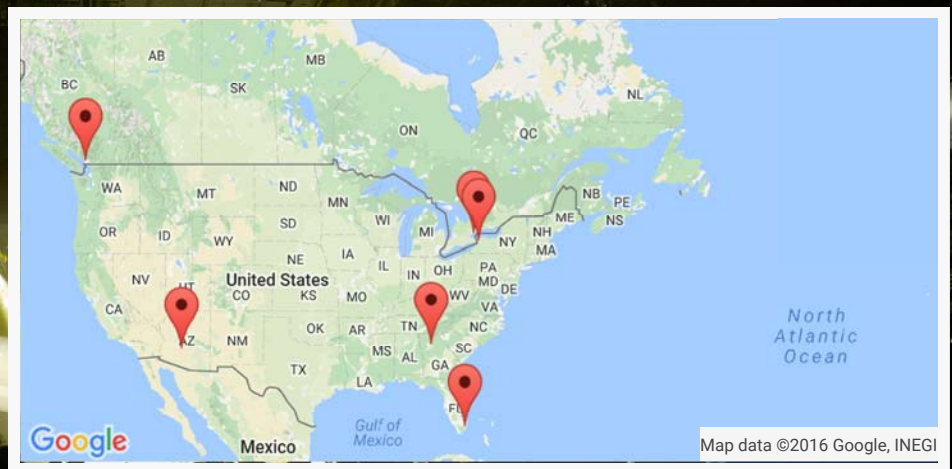 AB
MB
BC
SK
NL
ON
QC
WA
MT
ND
MN
NB
PE
OR
ID
SD
WI
MI
ME
NS
WY
NH
NY
MA
NE
IA
NV
UT
United States
IL
IN
OH
PA
MD
DE
CA
CO
KS
MO
WV
VA
North
Atlantic
Ocean
AZ
NM
OK
AR
TN
NC
MS
AL
SC
GA
TX
LA
FL
Gulf of
Mexico
Google
Mexico
Map data ©2016 Google, INEGI